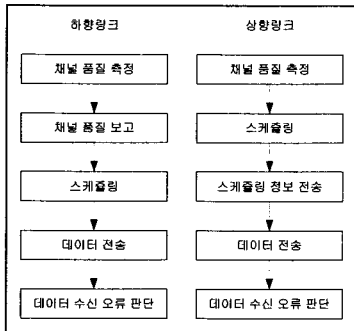 하향링크
채널 품질 측정
채널 품질 보고
스케쥴링
데이터 전송
데이터 수신 오류 판단
상향링크
채널 품질 측정
스케쥴링
스케쥴링 정보 전송
데이터 전송
데이터 수신 오류 판단